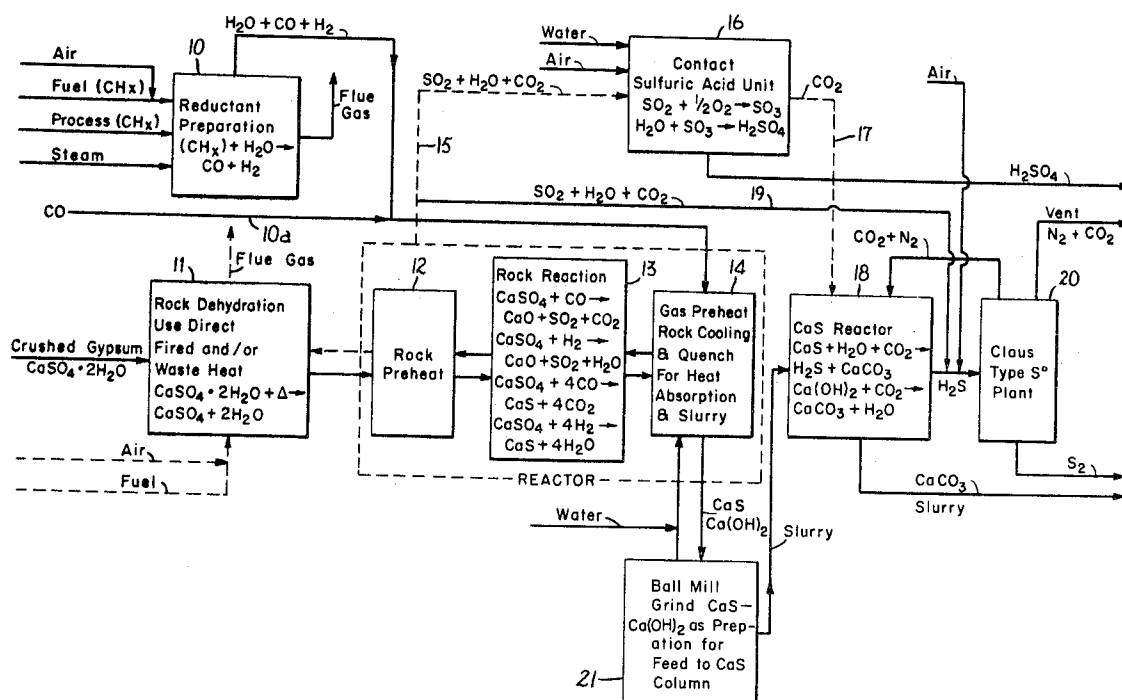 H2O + CO + H2
Air
10
Fuel (CHx)
Process (CHx)
Steam
Reductant
Preparation
(CHx) + H2O →
CO + H2
Flue
Gas
16
Water
Air
SO2 + H2O + CO2
15
Contact
Sulfuric Acid Unit
SO2 + ½O2 → SO3
H2O + SO3 → H2SO4
CO2
17
Air
H2SO4
SO2 + H2O + CO2
19
CO
10a
Flue Gas
Vent
N2 + CO2
CO2 + N2
11
Rock Dehydration
Use Direct
Fired and/or
Waste Heat
CaSO4 • 2H2O + Δ →
CaSO4 + 2H2O
Crushed Gypsum
CaSO4 • 2H2O
Air
Fuel
12
Rock
Preheat
13
Rock Reaction
CaSO4 + CO →
CaO + SO2 + CO2
CaSO4 + H2 →
CaO + SO2 + H2O
CaSO4 + 4CO →
CaS + 4CO2
CaSO4 + 4H2 →
CaS + 4H2O
14
Gas Preheat
Rock Cooling
& Quench
For Heat
Absorption
& Slurry
REACTOR
18
CaS Reactor
CaS + H2O + CO2 →
H2S + CaCO3
Ca(OH)2 + CO2 →
CaCO3 + H2O
H2S
20
Claus
Type S°
Plant
S2
CaCO3
Slurry
Water
CaS
Ca(OH)2
Slurry
Ball Mill
Grind CaS–
Ca(OH)2 as Prep-
ation for
Feed to CaS
Column
21